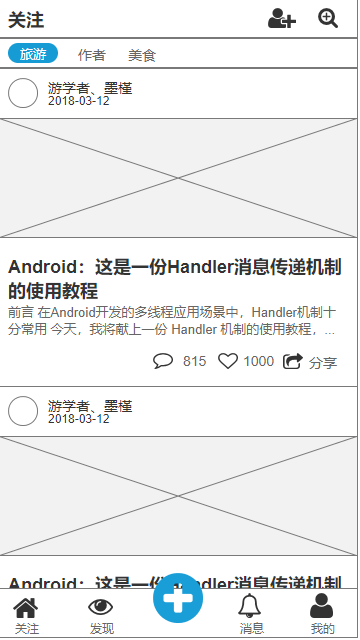 关注
旅游 作者 美食
游学者、墨槿
2018-03-12
Android：这是一份Handler消息传递机制
的使用教程
前言 在Android开发的多线程应用场景中，Handler机制十
分常用 今天，我将献上一份 Handler 机制的使用教程，...
815 1000 分享
游学者、墨槿
2018-03-12
Android：这是一份Handler消息传递机制
关注 发现 消息 我的